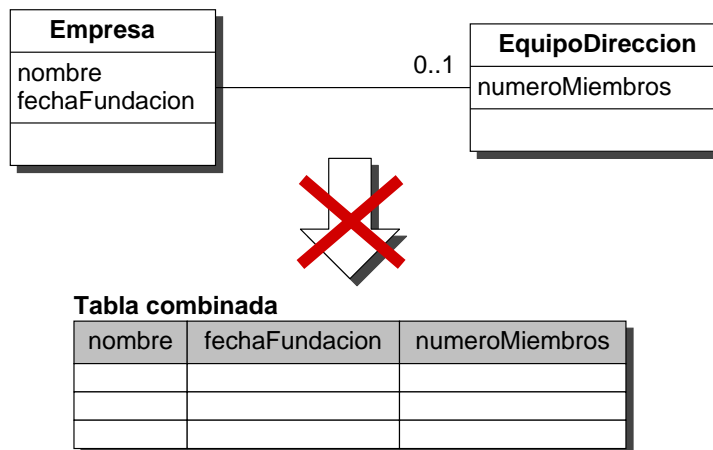 Empresa
nombre
fechaFundacion
0..1
EquipoDireccion
numeroMiembros
Tabla combinada
nombre fechaFundacion numeroMiembros